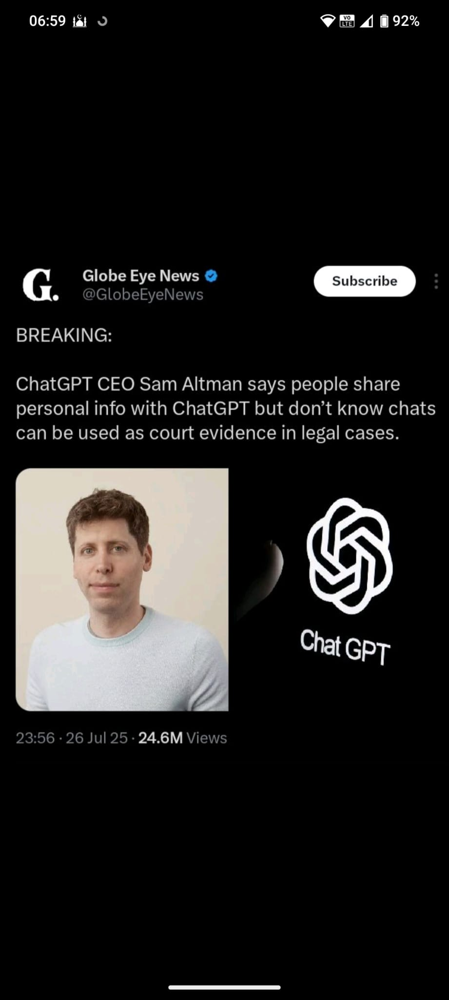 06:59 VO LTE 92%
G. Globe Eye News Subscribe
@GlobeEyeNews
BREAKING:
ChatGPT CEO Sam Altman says people share
personal info with ChatGPT but don’t know chats
can be used as court evidence in legal cases.
Chat GPT
23:56 · 26 Jul 25 · 24.6M Views